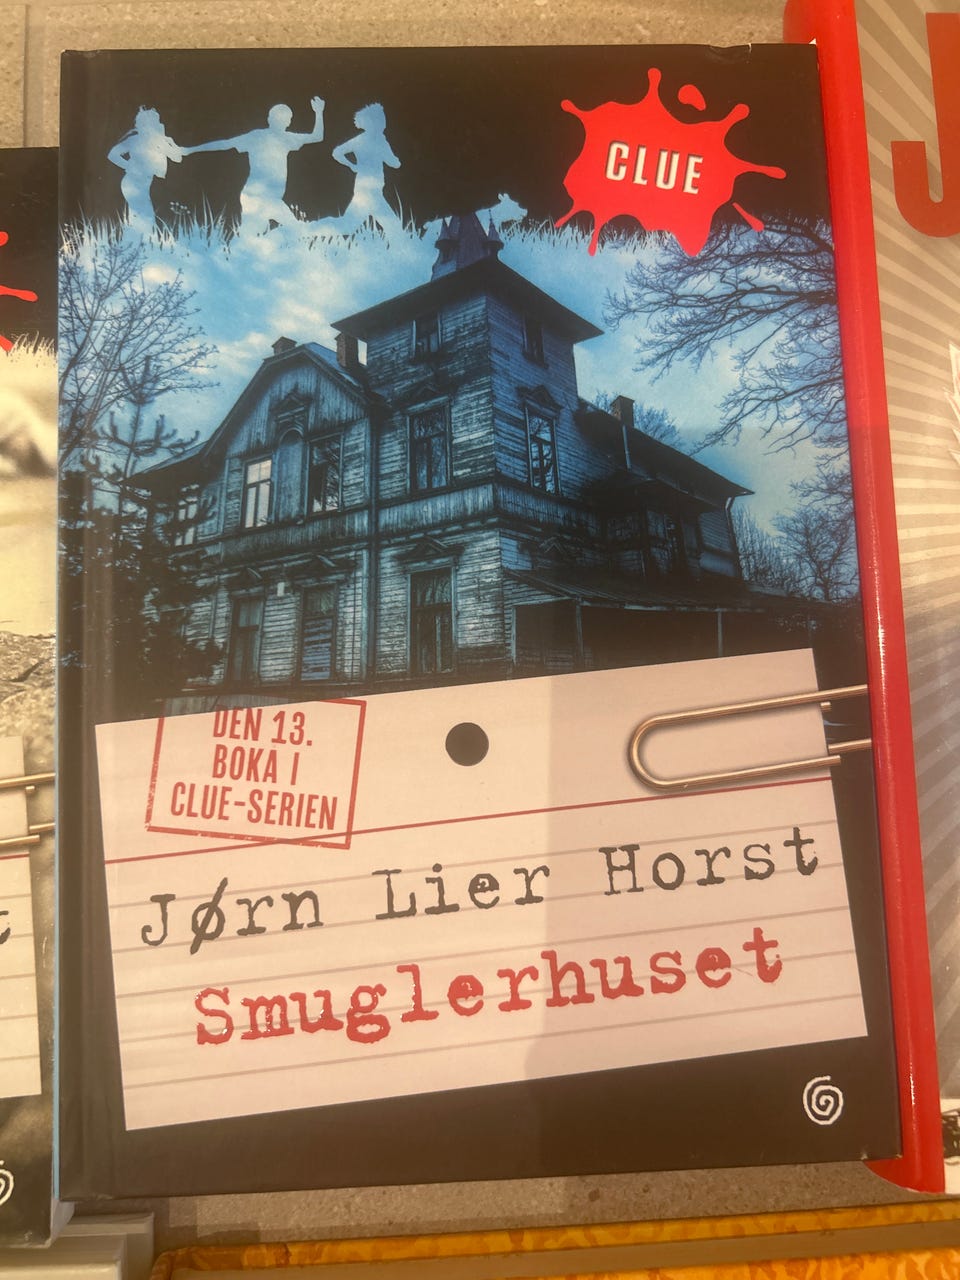 CLUE
DEN 13.
BOKA I
CLUE-SERIEN
Jørn Lier Horst
Smuglerhuset